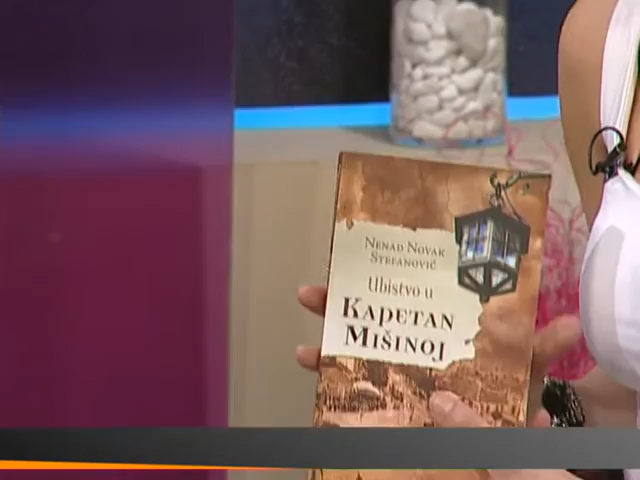 Nenad Novak
Stefanović
Ubistvo u
Kapetan
Mišinoj